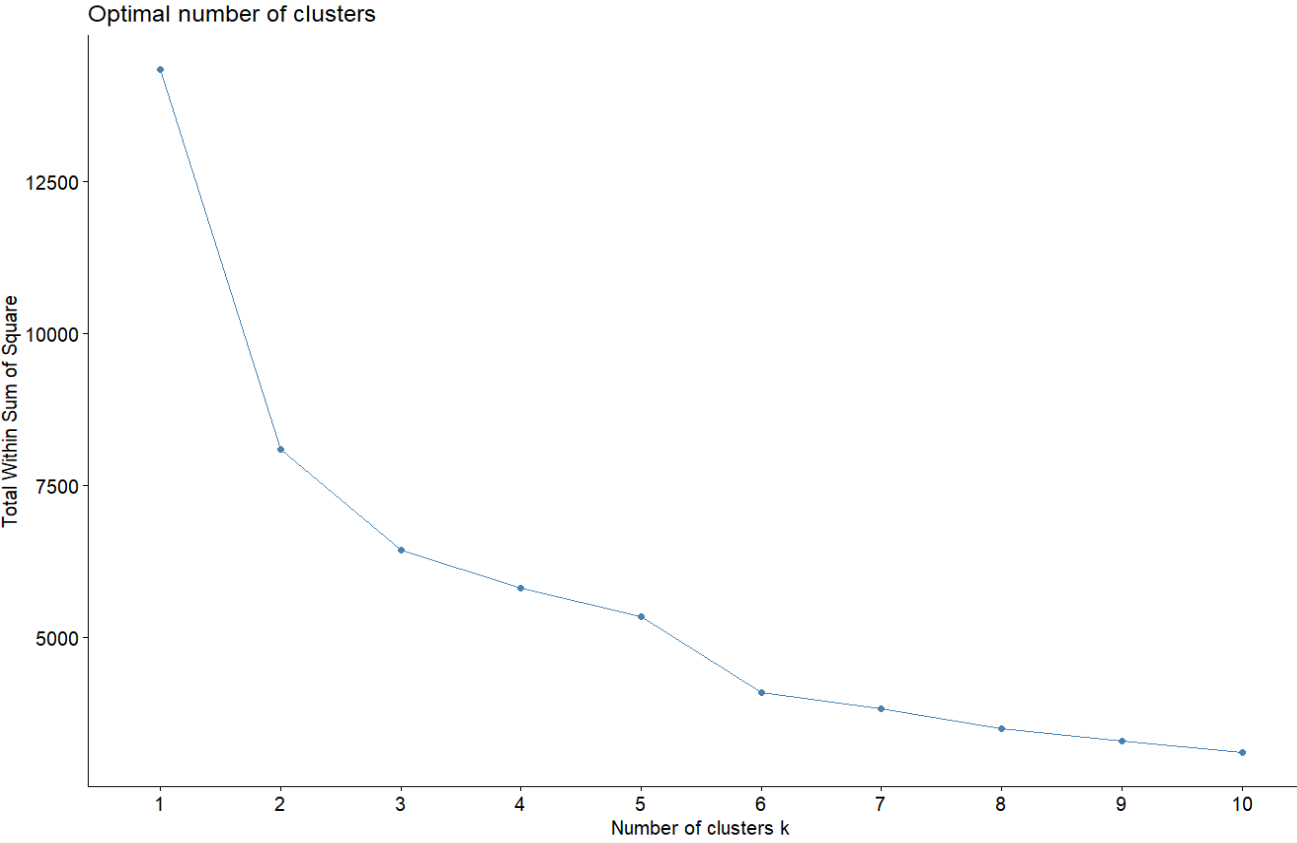 Optimal number of clusters
Total Within Sum of Square
12500
10000
7500
5000
1 2 3 4 5 6 7 8 9 10
Number of clusters k